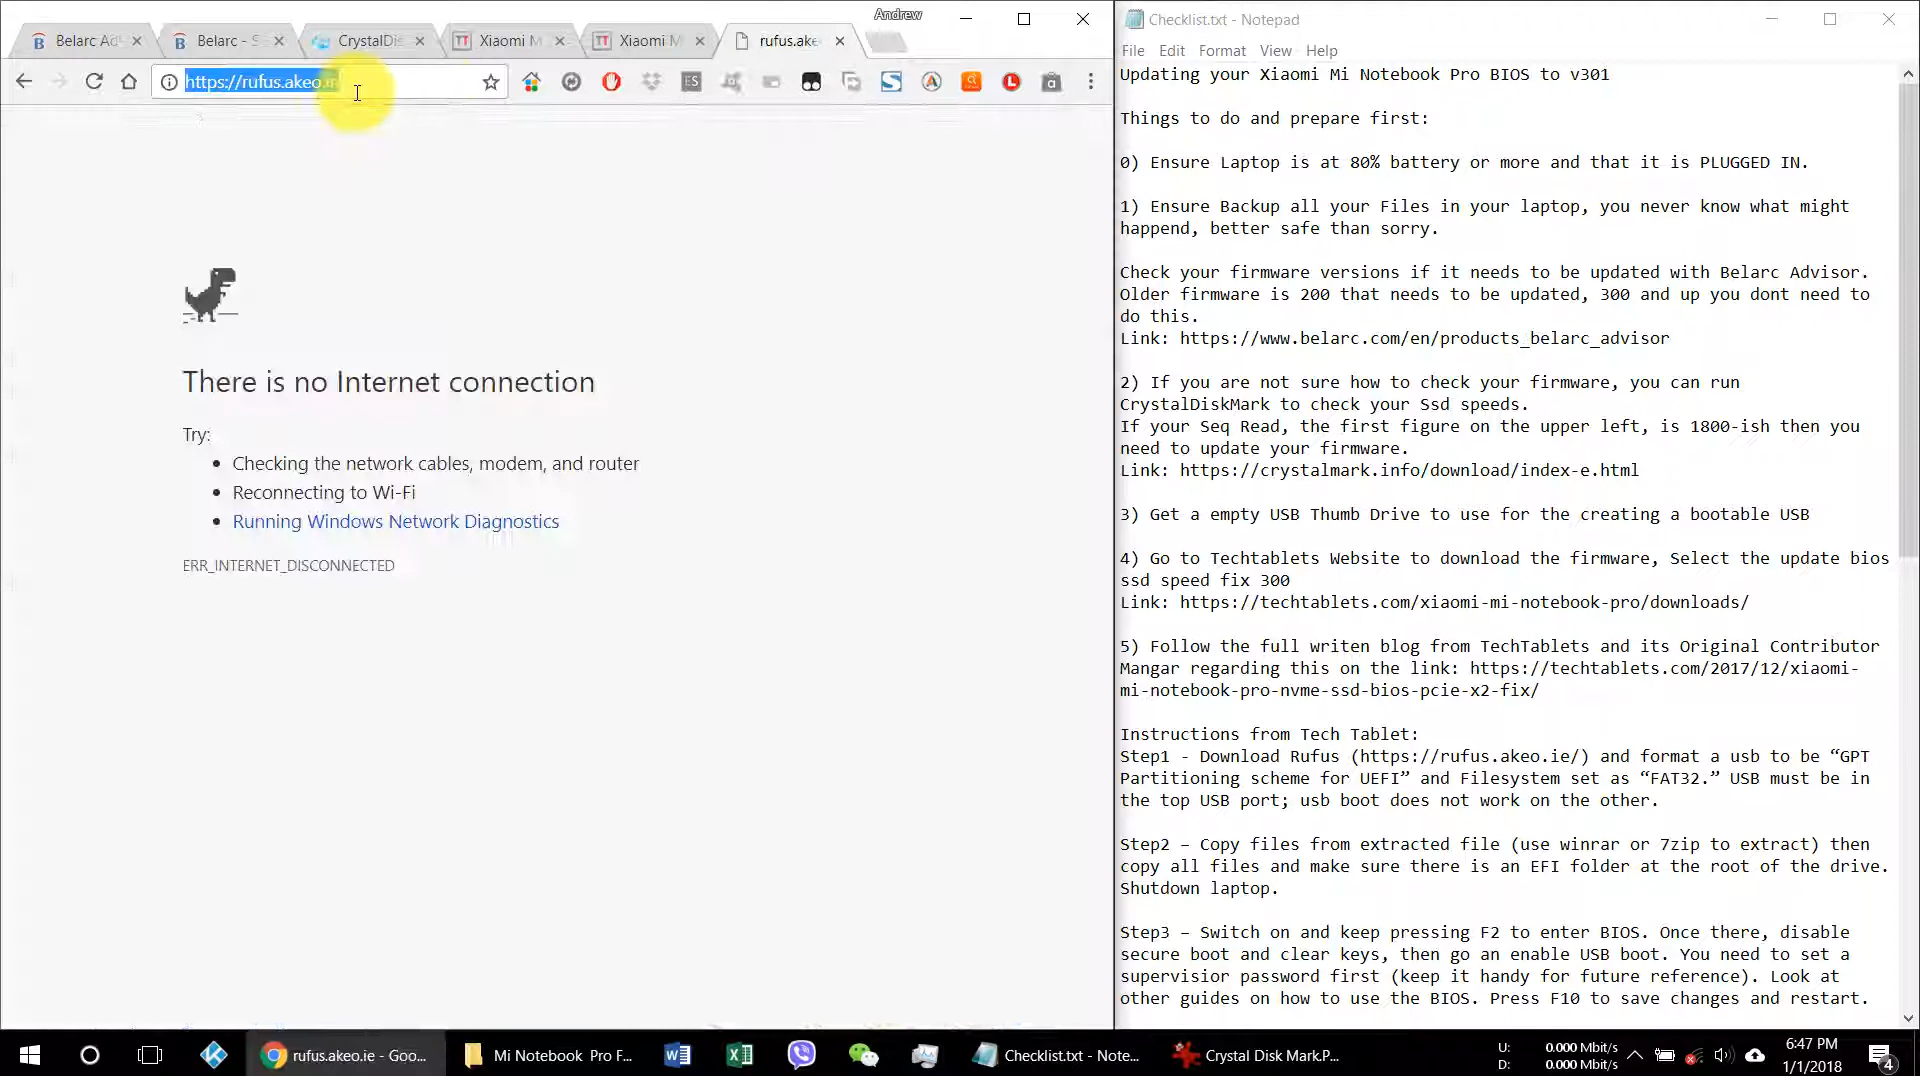 Andrew
Belarc Ad
Belarc - S
CrystalDis
Xiaomi M
Xiaomi M
rufus.ake
https://rufus.akeo.ie
There is no Internet connection
Try:
Checking the network cables, modem, and router
Reconnecting to Wi-Fi
Running Windows Network Diagnostics
ERR_INTERNET_DISCONNECTED
Checklist.txt - Notepad
File Edit Format View Help
Updating your Xiaomi Mi Notebook Pro BIOS to v301
Things to do and prepare first:
0) Ensure Laptop is at 80% battery or more and that it is PLUGGED IN.
1) Ensure Backup all your Files in your laptop, you never know what might
happend, better safe than sorry.
Check your firmware versions if it needs to be updated with Belarc Advisor.
Older firmware is 200 that needs to be updated, 300 and up you dont need to
do this.
Link: https://www.belarc.com/en/products_belarc_advisor
2) If you are not sure how to check your firmware, you can run
CrystalDiskMark to check your Ssd speeds.
If your Seq Read, the first figure on the upper left, is 1800-ish then you
need to update your firmware.
Link: https://crystalmark.info/download/index-e.html
3) Get a empty USB Thumb Drive to use for the creating a bootable USB
4) Go to Techtablets Website to download the firmware, Select the update bios
ssd speed fix 300
Link: https://techtablets.com/xiaomi-mi-notebook-pro/downloads/
5) Follow the full writen blog from TechTablets and its Original Contributor
Mangar regarding this on the link: https://techtablets.com/2017/12/xiaomi-
mi-notebook-pro-nvme-ssd-bios-pcie-x2-fix/
Instructions from Tech Tablet:
Step1 - Download Rufus (https://rufus.akeo.ie/) and format a usb to be “GPT
Partitioning scheme for UEFI” and Filesystem set as “FAT32.” USB must be in
the top USB port; usb boot does not work on the other.
Step2 – Copy files from extracted file (use winrar or 7zip to extract) then
copy all files and make sure there is an EFI folder at the root of the drive.
Shutdown laptop.
Step3 – Switch on and keep pressing F2 to enter BIOS. Once there, disable
secure boot and clear keys, then go an enable USB boot. You need to set a
supervisior password first (keep it handy for future reference). Look at
other guides on how to use the BIOS. Press F10 to save changes and restart.
rufus.akeo.ie - Goo...
Mi Notebook Pro F...
Checklist.txt - Note...
Crystal Disk Mark.P...
U: 0.000 Mbit/s
D: 0.000 Mbit/s
6:47 PM
1/1/2018
4